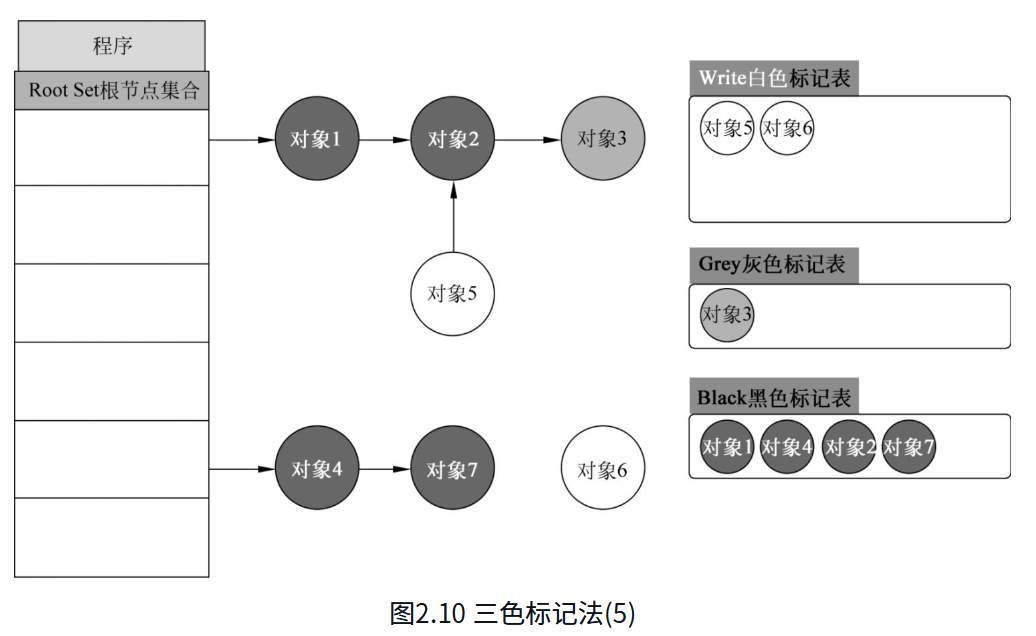 程序
Root Set根节点集合
对象1
对象2
对象3
对象5
对象4
对象7
对象6
Write白色标记表
对象5 对象6
Grey灰色标记表
对象3
Black黑色标记表
对象1 对象4 对象2 对象7
图2.10 三色标记法(5)